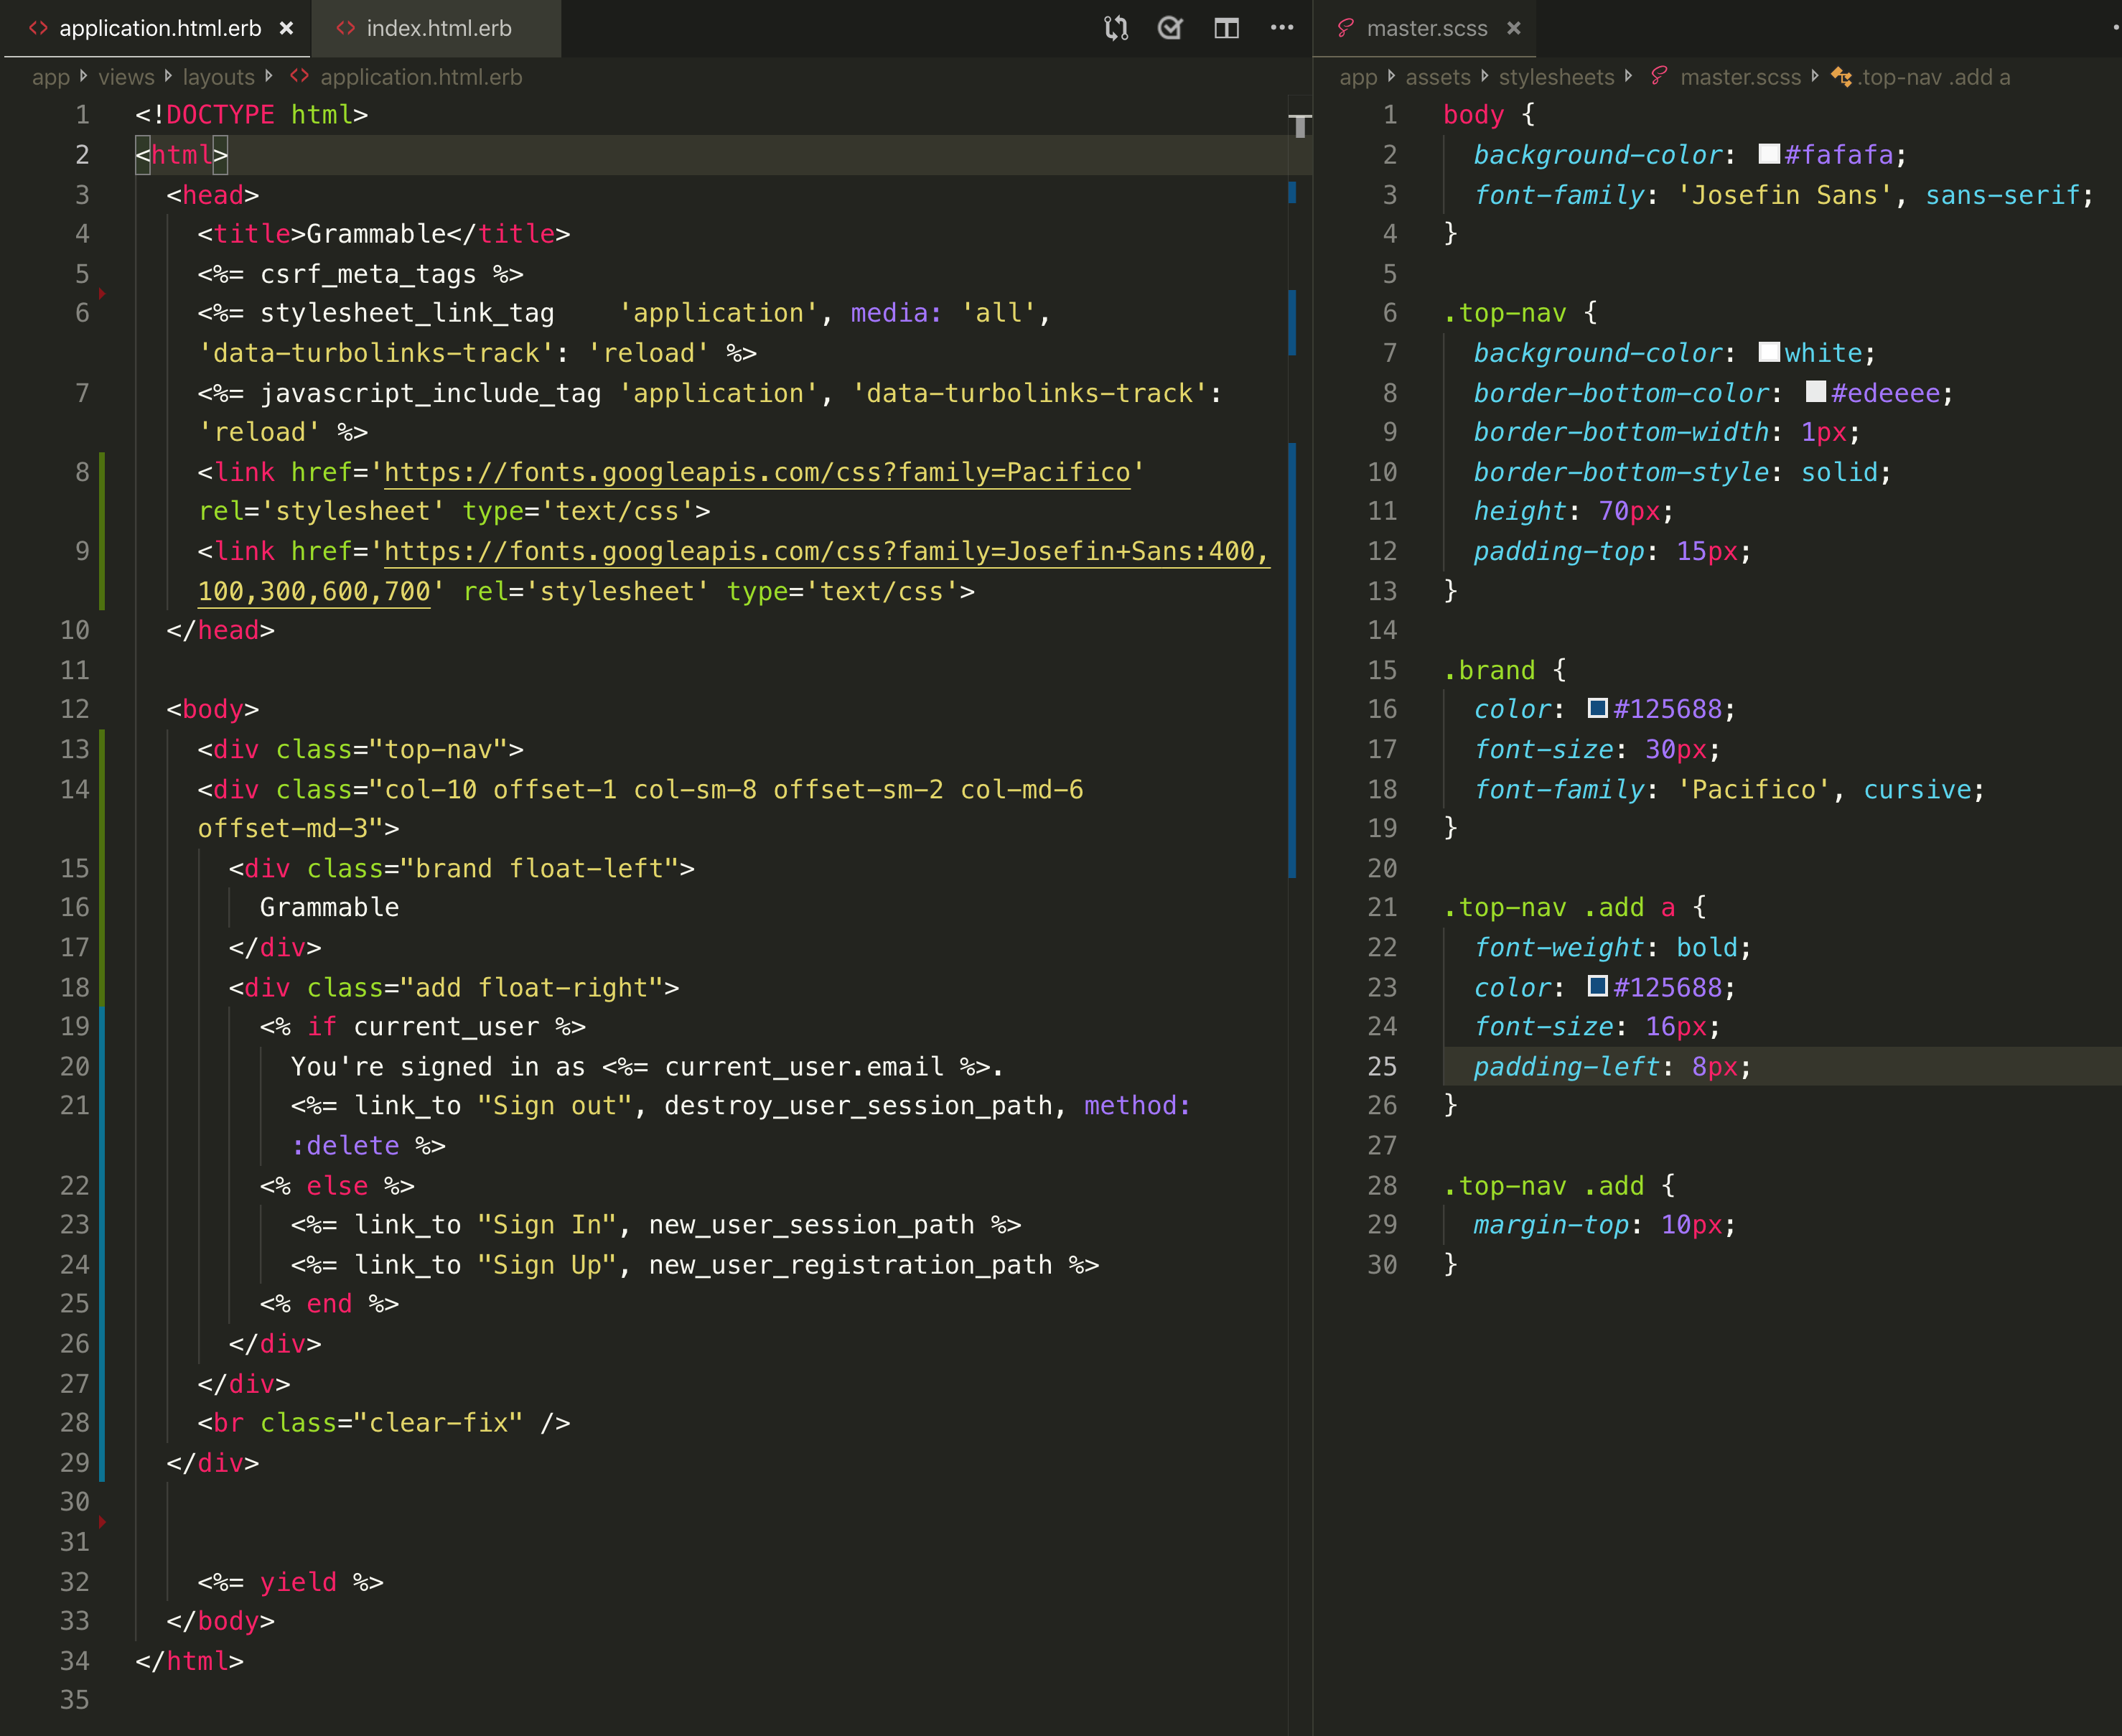 application.html.erb ×
index.html.erb
app views layouts application.html.erb
1 <!DOCTYPE html>
2 <html>
3 <head>
4 <title>Grammable</title>
5 <%= csrf_meta_tags %>
6 <%= stylesheet_link_tag    'application', media: 'all',
'data-turbolinks-track': 'reload' %>
7 <%= javascript_include_tag 'application', 'data-turbolinks-track':
'reload' %>
8 <link href='https://fonts.googleapis.com/css?family=Pacifico'
rel='stylesheet' type='text/css'>
9 <link href='https://fonts.googleapis.com/css?family=Josefin+Sans:400,
100,300,600,700' rel='stylesheet' type='text/css'>
10 </head>
11
12 <body>
13 <div class="top-nav">
14 <div class="col-10 offset-1 col-sm-8 offset-sm-2 col-md-6
offset-md-3">
15 <div class="brand float-left">
16 Grammable
17 </div>
18 <div class="add float-right">
19 <% if current_user %>
20 You're signed in as <%= current_user.email %>.
21 <%= link_to "Sign out", destroy_user_session_path, method:
:delete %>
22 <% else %>
23 <%= link_to "Sign In", new_user_session_path %>
24 <%= link_to "Sign Up", new_user_registration_path %>
25 <% end %>
26 </div>
27 </div>
28 <br class="clear-fix" />
29 </div>
30
31
32 <%= yield %>
33 </body>
34 </html>
35
master.scss ×
app assets stylesheets master.scss .top-nav .add a
1 body {
2 background-color: #fafafa;
3 font-family: 'Josefin Sans', sans-serif;
4 }
5
6 .top-nav {
7 background-color: white;
8 border-bottom-color: #edeeee;
9 border-bottom-width: 1px;
10 border-bottom-style: solid;
11 height: 70px;
12 padding-top: 15px;
13 }
14
15 .brand {
16 color: #125688;
17 font-size: 30px;
18 font-family: 'Pacifico', cursive;
19 }
20
21 .top-nav .add a {
22 font-weight: bold;
23 color: #125688;
24 font-size: 16px;
25 padding-left: 8px;
26 }
27
28 .top-nav .add {
29 margin-top: 10px;
30 }